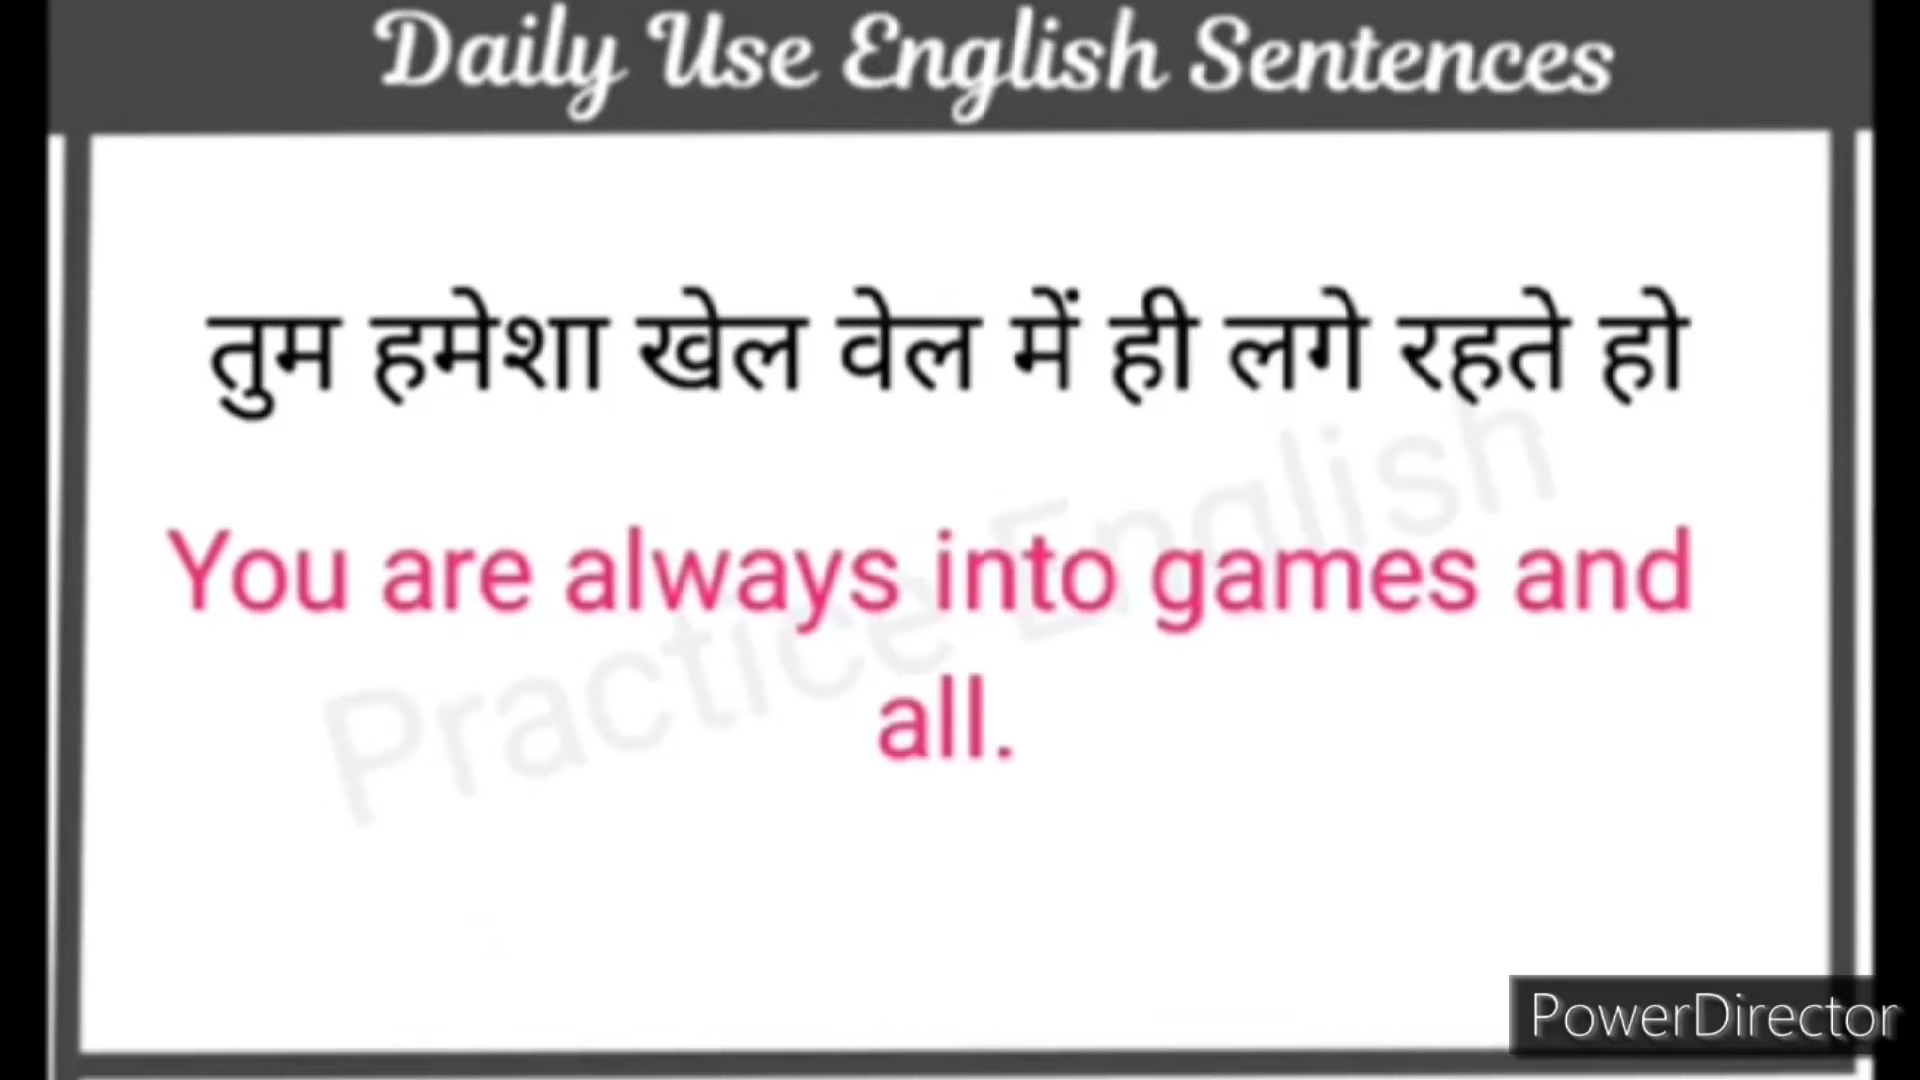 Daily Use English Sentences
तुम हमेशा खेल वेल में ही लगे रहते हो
You are always into games and
all.
Practice English
PowerDirector